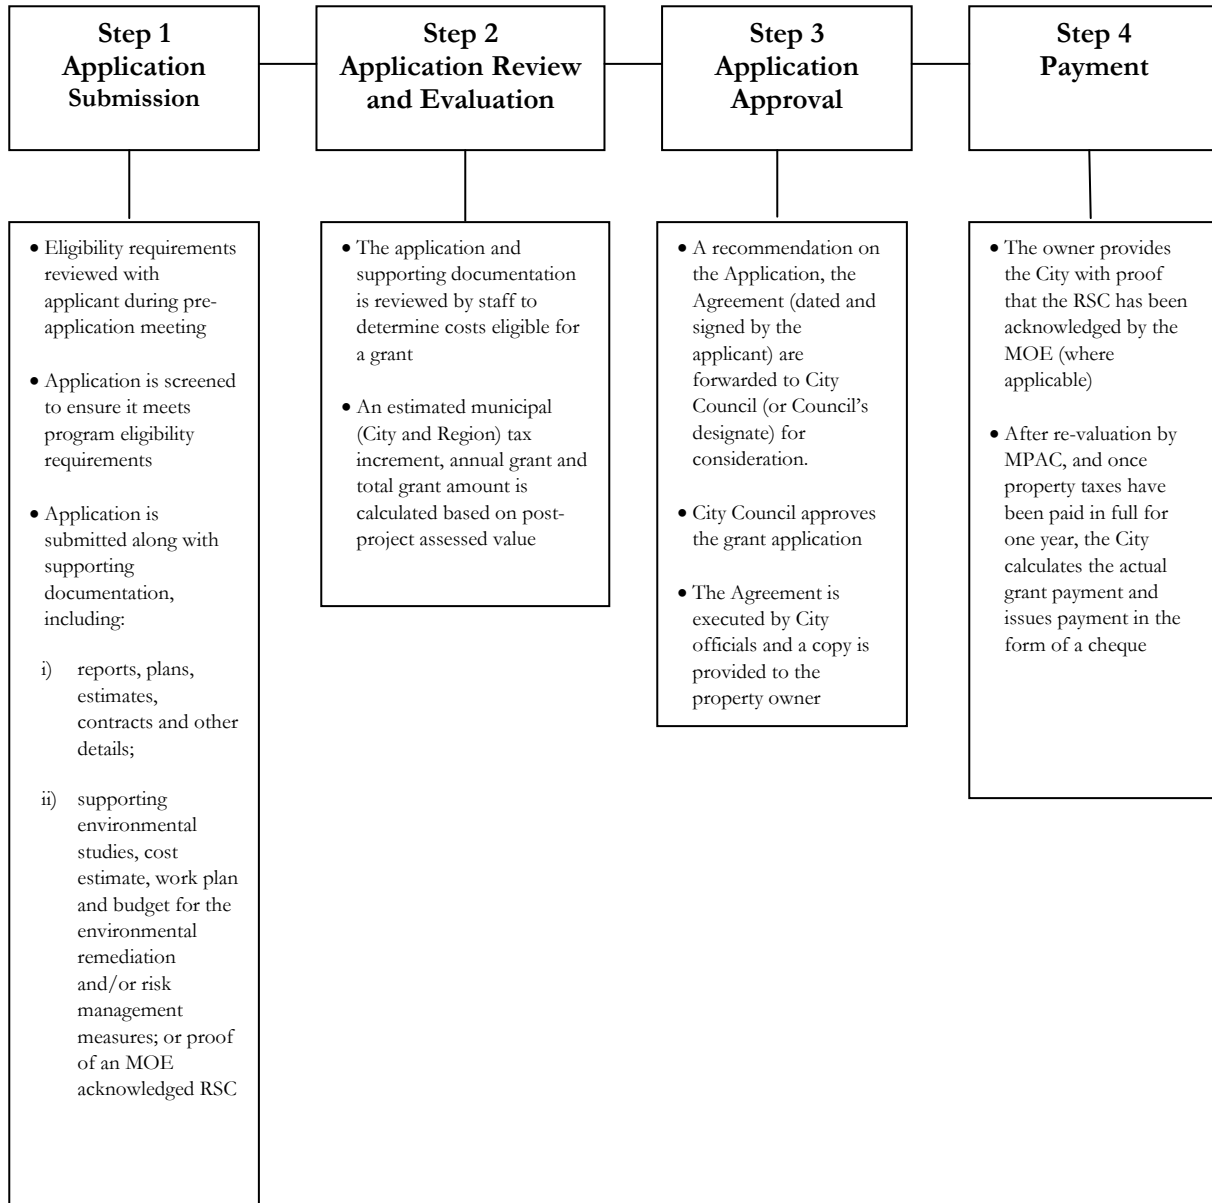 Step 1
Application
Submission
Step 2
Application Review
and Evaluation
Step 3
Application
Approval
Step 4
Payment
• Eligibility requirements
reviewed with
applicant during pre-
application meeting
• Application is screened
to ensure it meets
program eligibility
requirements
• Application is
submitted along with
supporting
documentation,
including:
i) reports, plans,
estimates,
contracts and other
details;
ii) supporting
environmental
studies, cost
estimate, work plan
and budget for the
environmental
remediation
and/or risk
management
measures; or proof
of an MOE
acknowledged RSC
• The application and
supporting documentation
is reviewed by staff to
determine costs eligible for
a grant
• An estimated municipal
(City and Region) tax
increment, annual grant and
total grant amount is
calculated based on post-
project assessed value
• A recommendation on
the Application, the
Agreement (dated and
signed by the
applicant) are
forwarded to City
Council (or Council's
designate) for
consideration.
• City Council approves
the grant application
• The Agreement is
executed by City
officials and a copy is
provided to the
property owner
• The owner provides
the City with proof
that the RSC has been
acknowledged by the
MOE (where
applicable)
• After re-valuation by
MPAC, and once
property taxes have
been paid in full for
one year, the City
calculates the actual
grant payment and
issues payment in the
form of a cheque